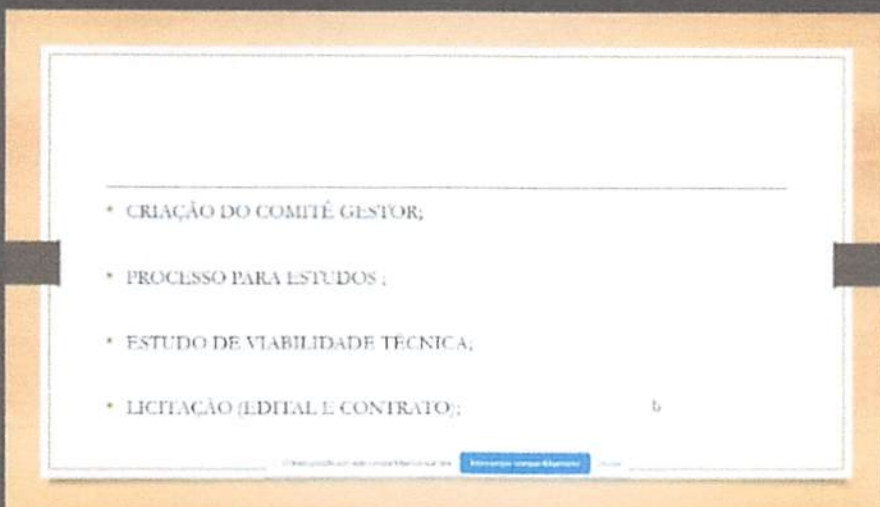 • CRIAÇÃO DO COMITÊ GESTOR;
• PROCESSO PARA ESTUDOS ;
• ESTUDO DE VIABILIDADE TÉCNICA;
• LICITAÇÃO (EDITAL E CONTRATO);